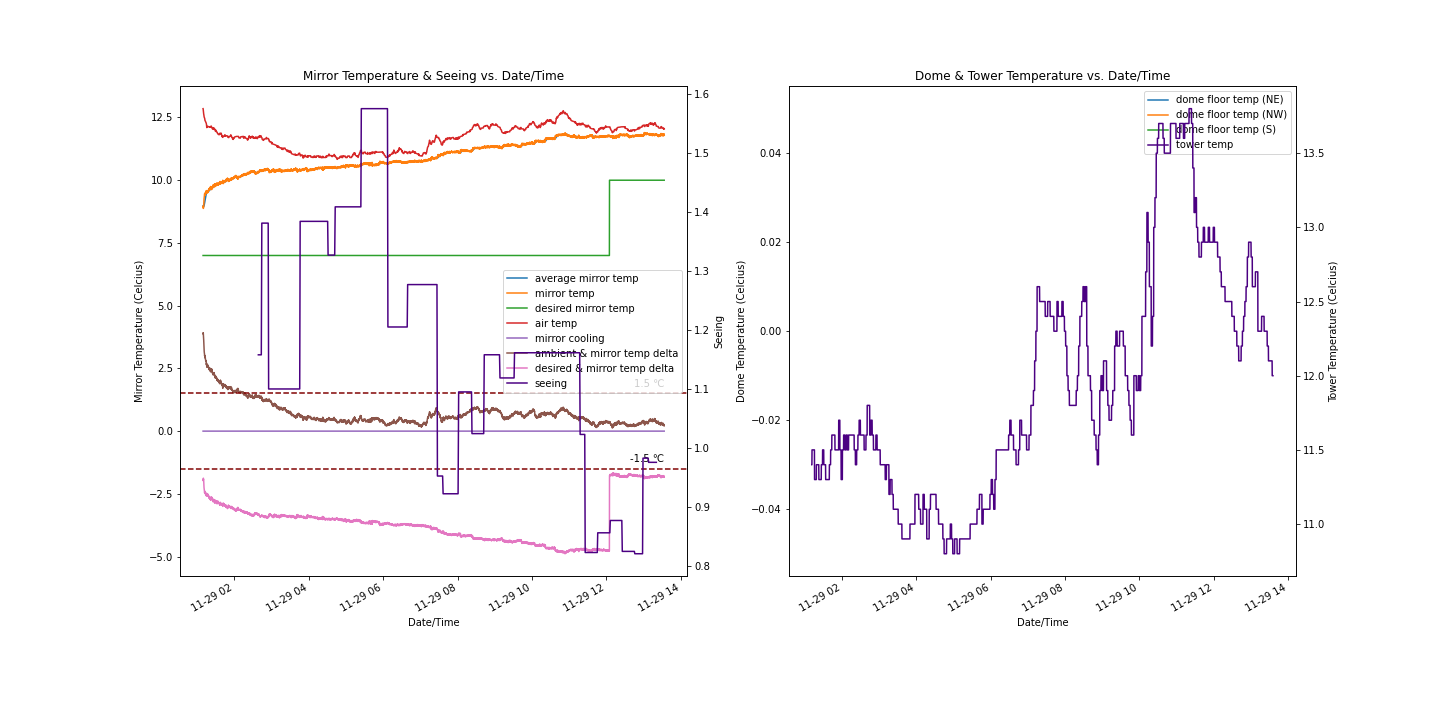 Mirror Temperature & Seeing vs. Date/Time
Mirror Temperature (Celcius)
12.5
10.0
7.5
5.0
2.5
0.0
−2.5
−5.0
1.6
1.5
1.4
1.3
1.2
1.1
1.0
0.9
0.8
Seeing
average mirror temp
mirror temp
desired mirror temp
air temp
mirror cooling
ambient & mirror temp delta
desired & mirror temp delta
seeing
1.5 °C
-1.5 °C
11-29 02
11-29 04
11-29 06
11-29 08
11-29 10
11-29 12
11-29 14
Date/Time
Dome & Tower Temperature vs. Date/Time
Dome Temperature (Celcius)
0.04
0.02
0.00
−0.02
−0.04
dome floor temp (NE)
dome floor temp (NW)
dome floor temp (S)
tower temp
13.5
13.0
12.5
12.0
11.5
11.0
Tower Temperature (Celcius)
11-29 02
11-29 04
11-29 06
11-29 08
11-29 10
11-29 12
11-29 14
Date/Time